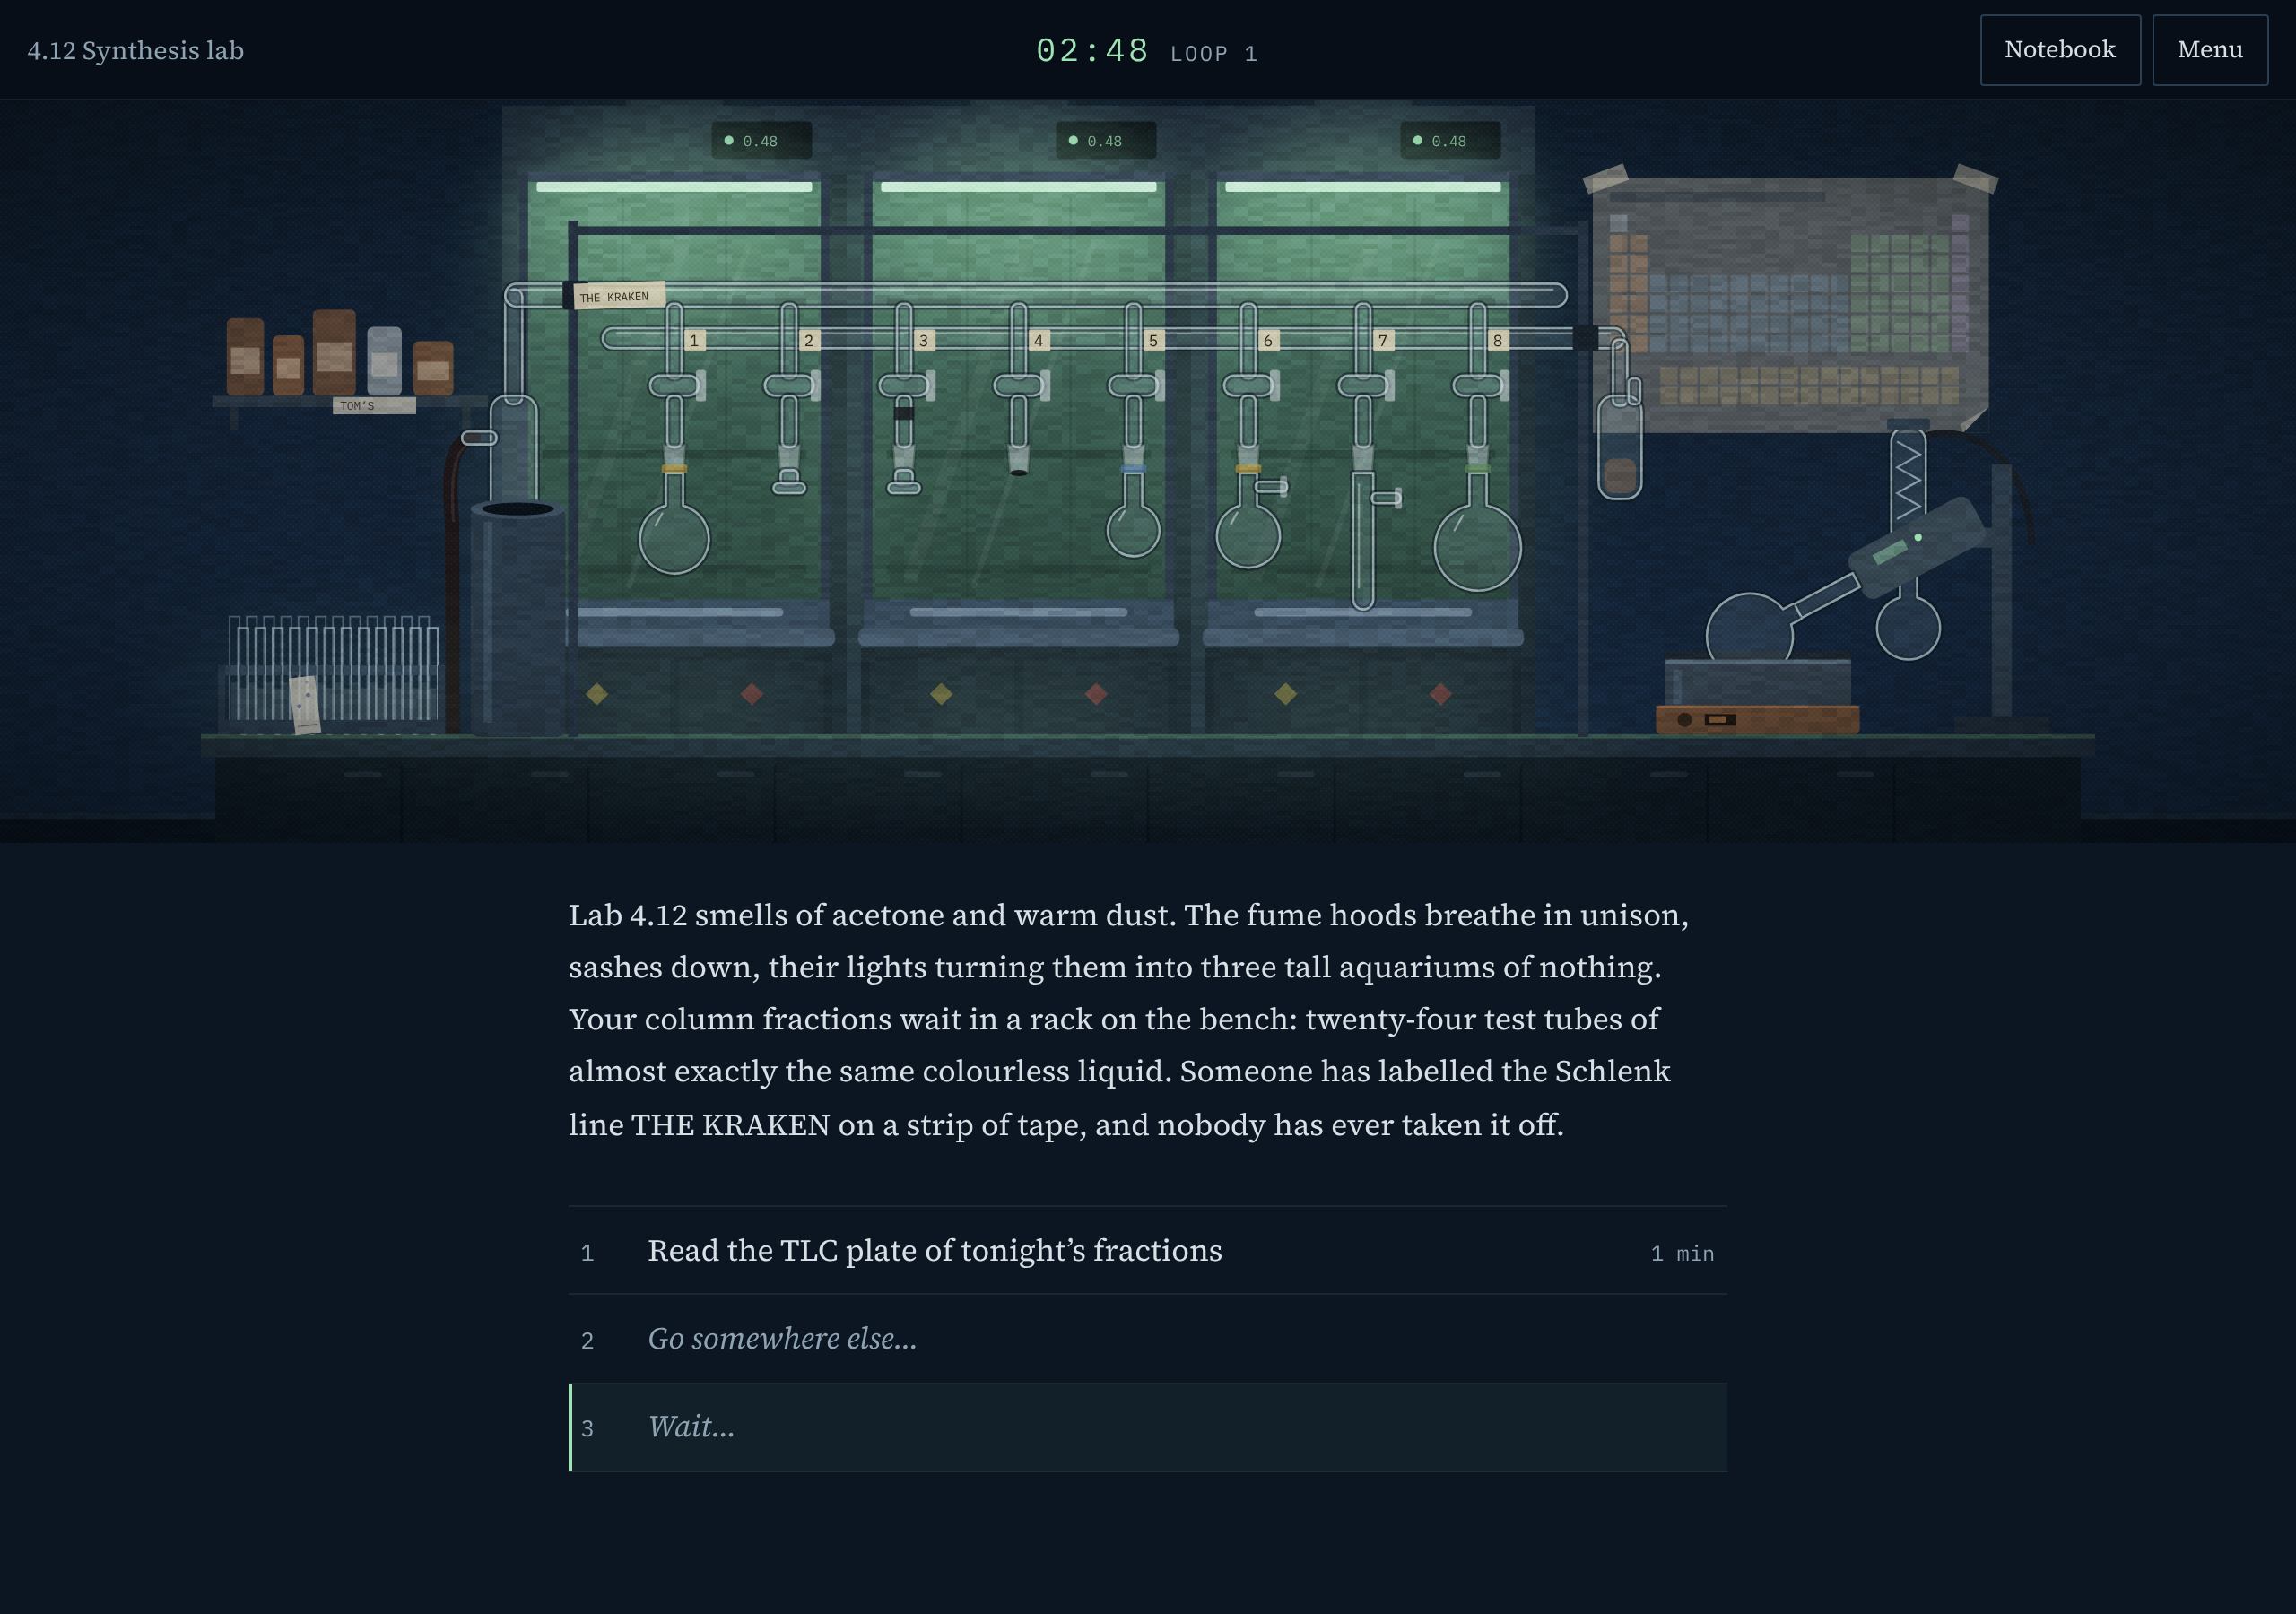 4.12 Synthesis lab
02:48 LOOP 1
Notebook
Menu
0.48
0.48
0.48
THE KRAKEN
1
2
3
4
5
6
7
8
TOM'S
Lab 4.12 smells of acetone and warm dust. The fume hoods breathe in unison,
sashes down, their lights turning them into three tall aquariums of nothing.
Your column fractions wait in a rack on the bench: twenty-four test tubes of
almost exactly the same colourless liquid. Someone has labelled the Schlenk
line THE KRAKEN on a strip of tape, and nobody has ever taken it off.
1 Read the TLC plate of tonight’s fractions 1 min
2 Go somewhere else…
3 Wait…